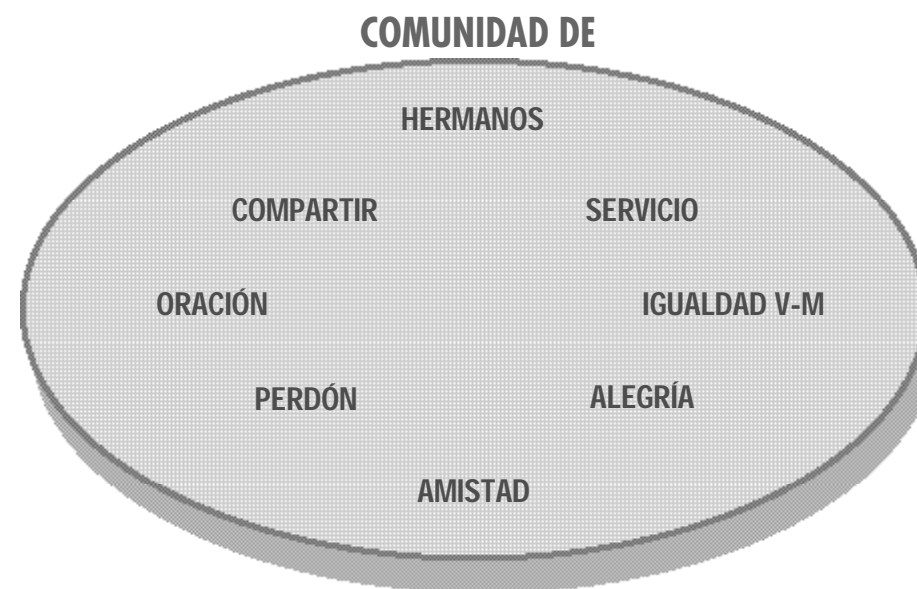 COMUNIDAD DE
HERMANOS
COMPARTIR SERVICIO
ORACIÓN IGUALDAD V-M
PERDÓN ALEGRÍA
AMISTAD